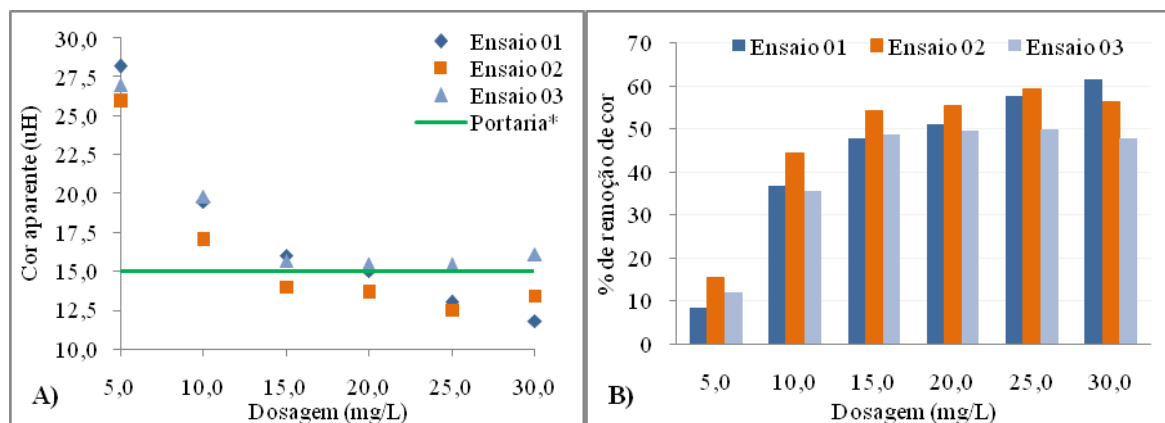 30,0
27,5
25,0
22,5
20,0
17,5
15,0
12,5
10,0
Cor aparente (uH)
Ensaio 01
Ensaio 02
Ensaio 03
Portaria*
5,0 10,0 15,0 20,0 25,0 30,0
Dosagem (mg/L)
A)
70
60
50
40
30
20
10
0
% de remoção de cor
Ensaio 01 Ensaio 02 Ensaio 03
5,0 10,0 15,0 20,0 25,0 30,0
Dosagem (mg/L)
B)